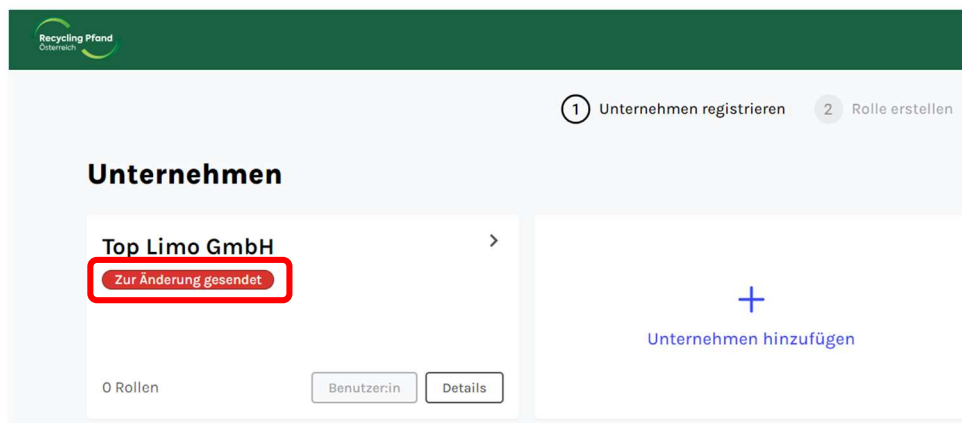 Recycling Pfand
Österreich
1 Unternehmen registrieren 2 Rolle erstellen
Unternehmen
Top Limo GmbH
Zur Änderung gesendet
Unternehmen hinzufügen
0 Rollen Benutzer:in Details